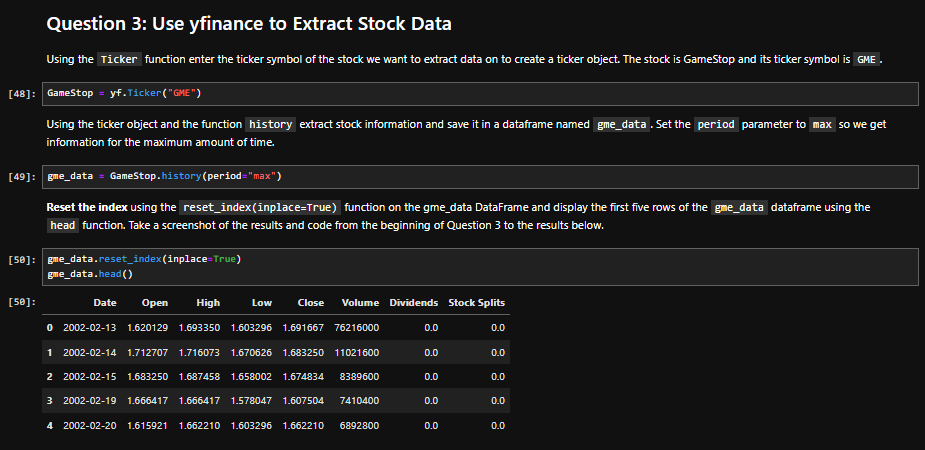 Question 3: Use yfinance to Extract Stock Data
Using the Ticker function enter the ticker symbol of the stock we want to extract data on to create a ticker object. The stock is GameStop and its ticker symbol is GME .
[48]: GameStop = yf.Ticker("GME")
Using the ticker object and the function history extract stock information and save it in a dataframe named gme_data . Set the period parameter to max so we get
information for the maximum amount of time.
[49]: gme_data = GameStop.history(period="max")
Reset the index using the reset_index(inplace=True) function on the gme_data DataFrame and display the first five rows of the gme_data dataframe using the
head function. Take a screenshot of the results and code from the beginning of Question 3 to the results below.
[50]: gme_data.reset_index(inplace=True)
gme_data.head()
[50]: Date Open High Low Close Volume Dividends Stock Splits
0 2002-02-13 1.620129 1.693350 1.603296 1.691667 76216000 0.0 0.0
1 2002-02-14 1.712707 1.716073 1.670626 1.683250 11021600 0.0 0.0
2 2002-02-15 1.683250 1.687458 1.658002 1.674834 8389600 0.0 0.0
3 2002-02-19 1.666417 1.666417 1.578047 1.607504 7410400 0.0 0.0
4 2002-02-20 1.615921 1.662210 1.603296 1.662210 6892800 0.0 0.0